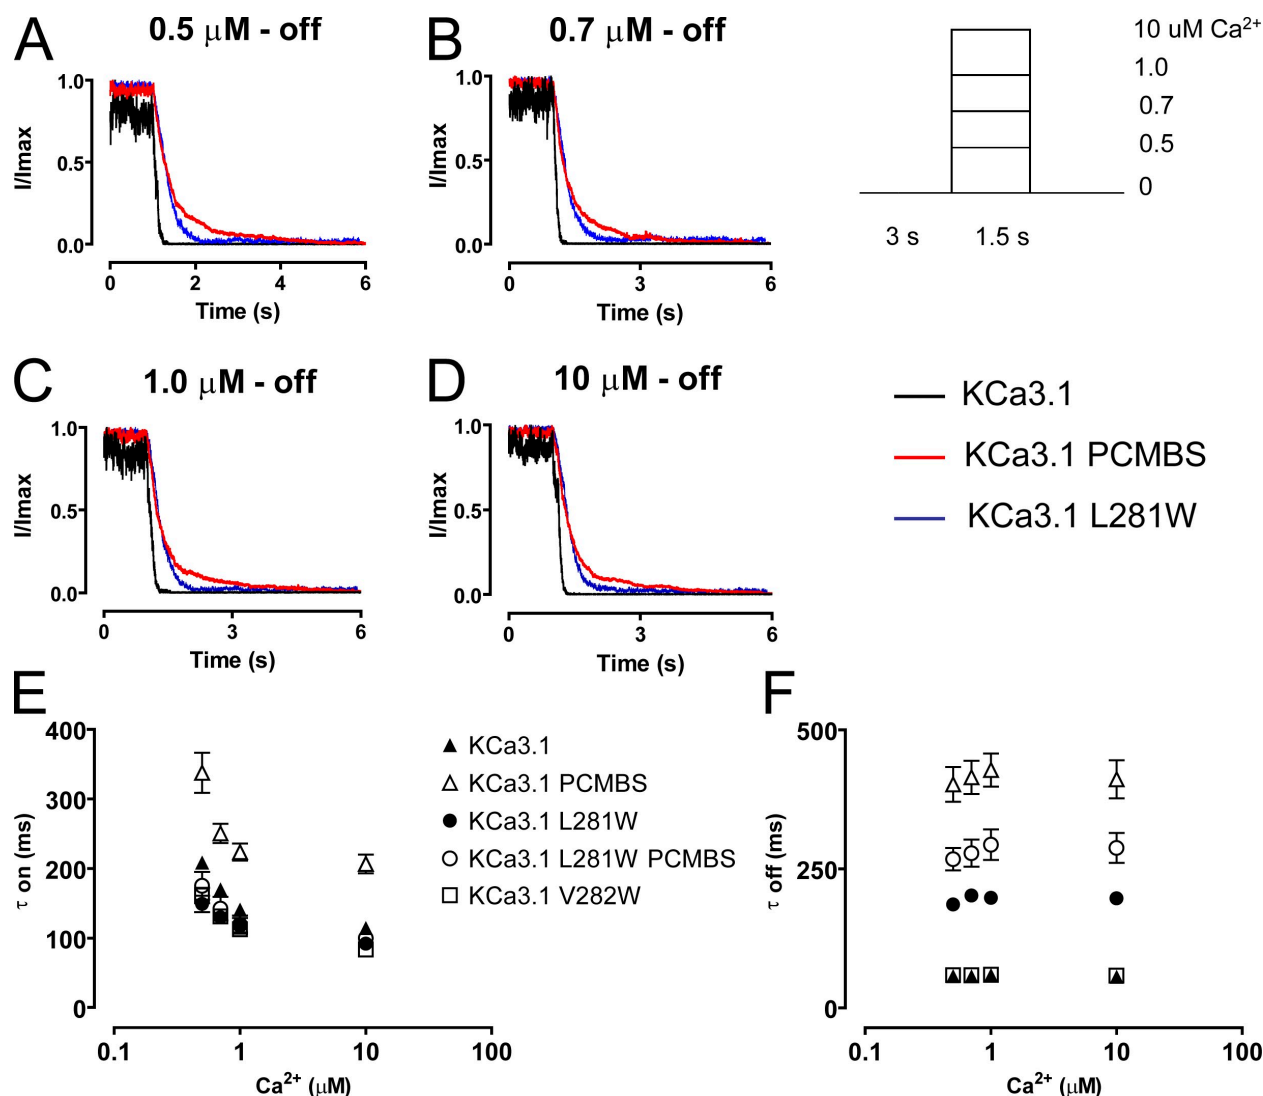 A
0.5 μM - off
I/Imax
1.0
0.5
0.0
0
2
4
6
Time (s)
B
0.7 μM - off
I/Imax
1.0
0.5
0.0
0
3
6
Time (s)
10 uM Ca²⁺
1.0
0.7
0.5
0
3 s
1.5 s
C
1.0 μM - off
I/Imax
1.0
0.5
0.0
0
3
6
Time (s)
D
10 μM - off
I/Imax
1.0
0.5
0.0
0
3
6
Time (s)
KCa3.1
KCa3.1 PCMBS
KCa3.1 L281W
E
τ on (ms)
400
300
200
100
0
0.1
1
10
100
Ca²⁺ (μM)
KCa3.1
KCa3.1 PCMBS
KCa3.1 L281W
KCa3.1 L281W PCMBS
KCa3.1 V282W
F
τ off (ms)
500
250
0
0.1
1
10
100
Ca²⁺ (μM)